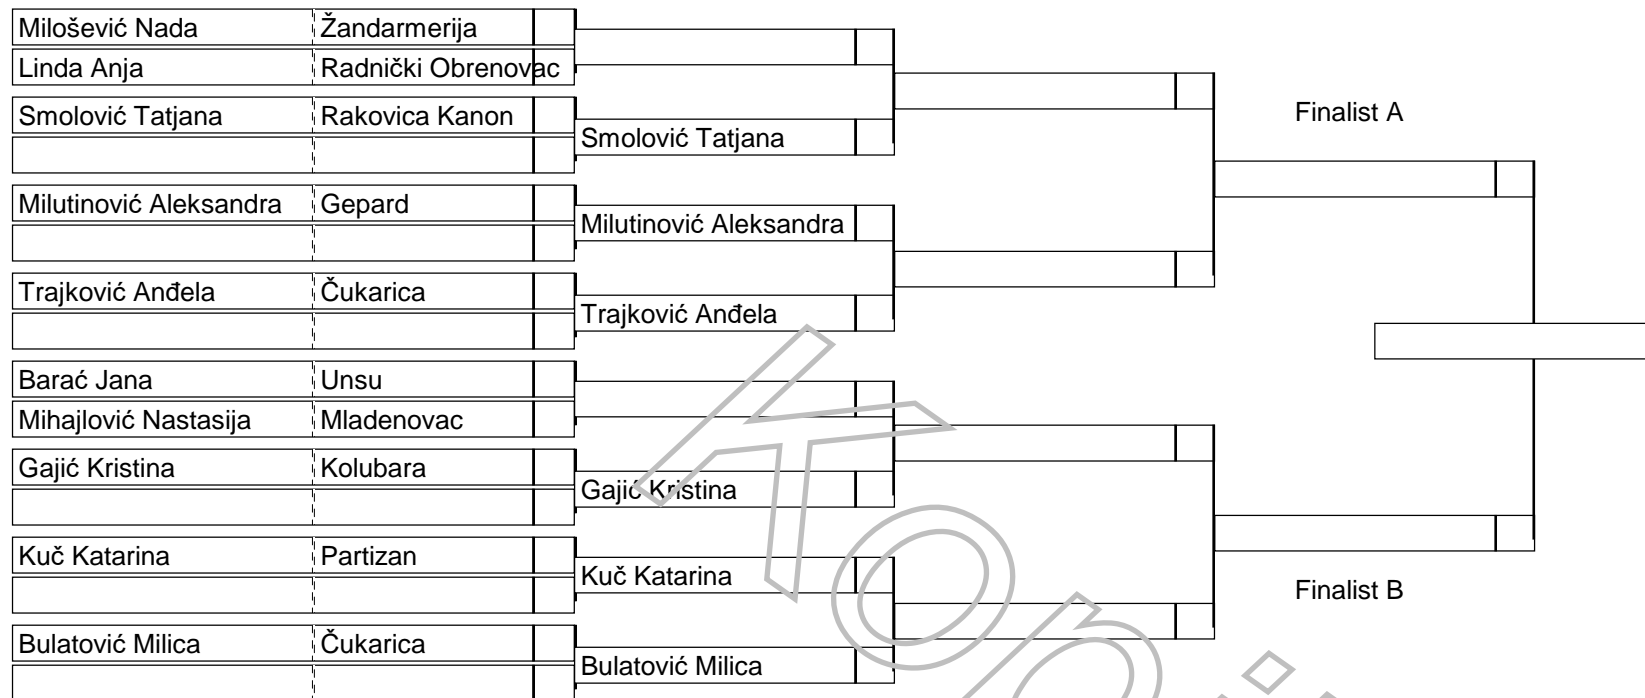 Milošević Nada Žandarmerija
Linda Anja Radnički Obrenovac
Smolović Tatjana Rakovica Kanon
Milutinović Aleksandra Gepard
Trajković Anđela Čukarica
Barać Jana Unsu
Mihajlović Nastasija Mladenovac
Gajić Kristina Kolubara
Kuč Katarina Partizan
Bulatović Milica Čukarica
Smolović Tatjana
Milutinović Aleksandra
Trajković Anđela
Gajić Kristina
Kuč Katarina
Bulatović Milica
Finalist A
Finalist B